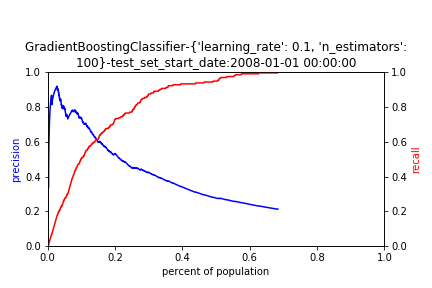 GradientBoostingClassifier-{'learning_rate': 0.1, 'n_estimators':
100}-test_set_start_date:2008-01-01 00:00:00
1.0
0.8
0.6
0.4
0.2
0.0
precision
0.0 0.2 0.4 0.6 0.8 1.0
percent of population
1.0
0.8
0.6
0.4
0.2
0.0
recall